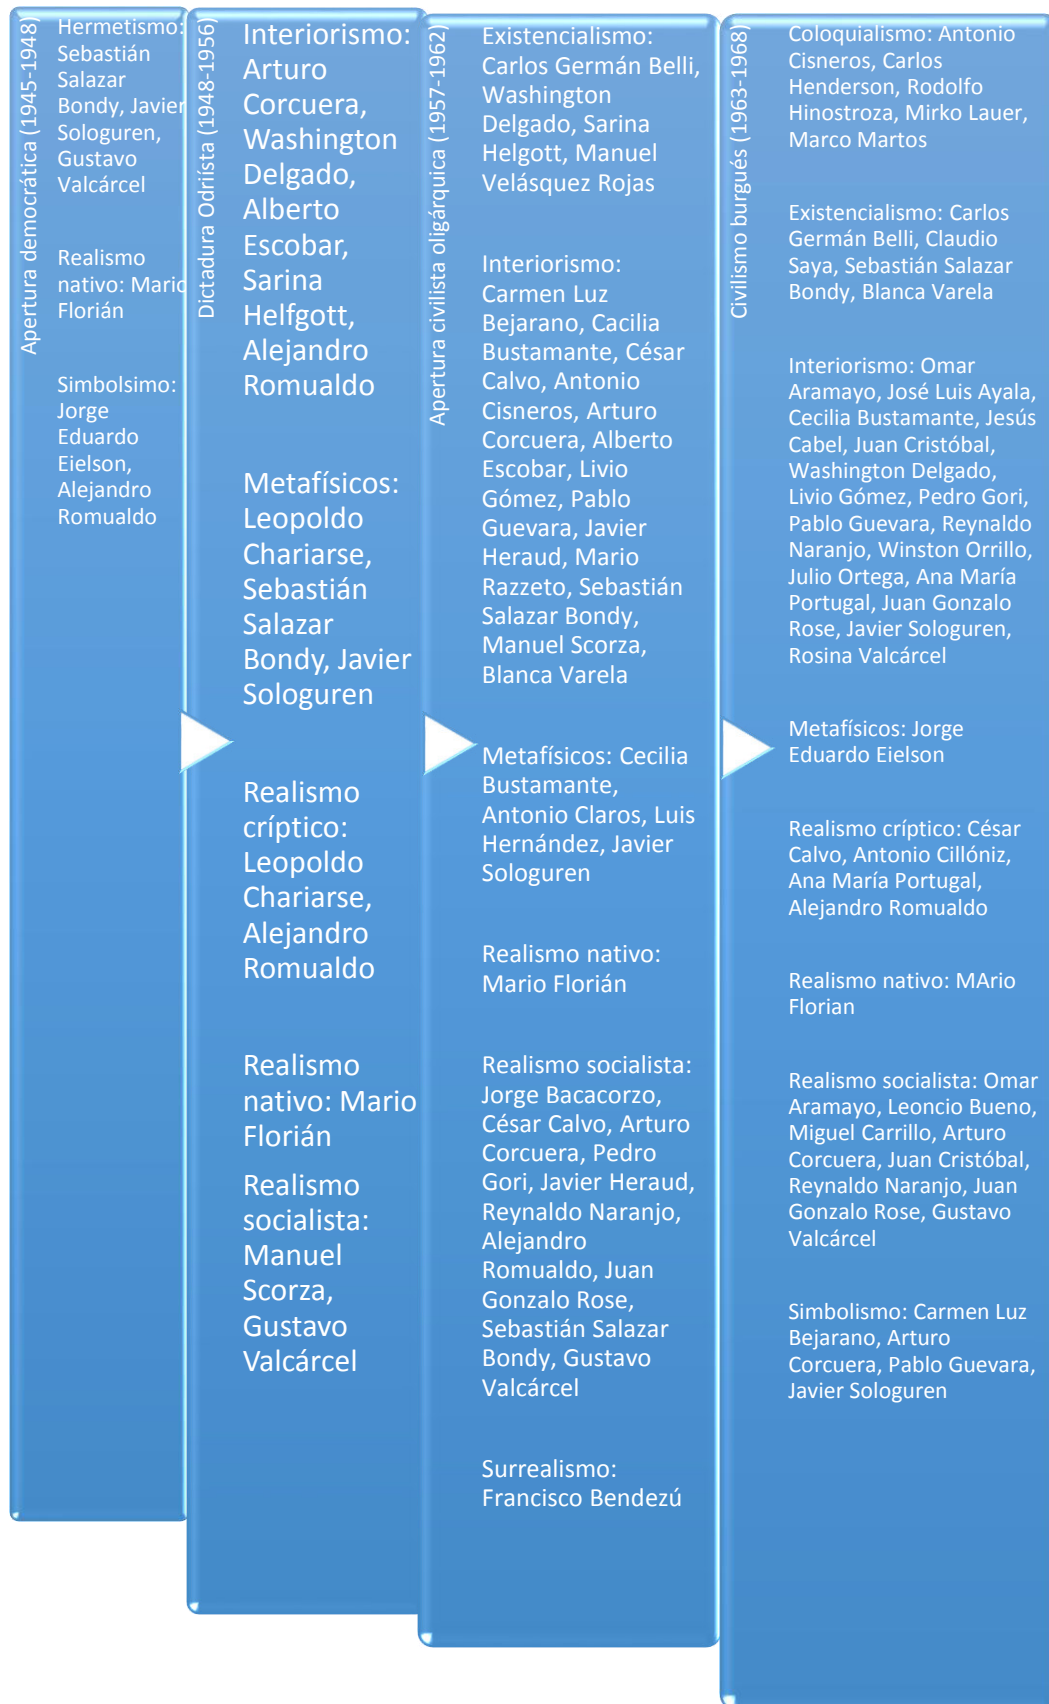 Apertura democrática (1945-1948)
Hermetismo:
Sebastián
Salazar
Bondy, Javier
Sologuren,
Gustavo
Valcárcel
Realismo
nativo: Mario
Florián
Simbolsimo:
Jorge
Eduardo
Eielson,
Alejandro
Romualdo
Dictadura Odriísta (1948-1956)
Interiorismo:
Arturo
Corcuera,
Washington
Delgado,
Alberto
Escobar,
Sarina
Helfgott,
Alejandro
Romualdo
Metafísicos:
Leopoldo
Chariarse,
Sebastián
Salazar
Bondy, Javier
Sologuren
Realismo
críptico:
Leopoldo
Chariarse,
Alejandro
Romualdo
Realismo
nativo: Mario
Florián
Realismo
socialista:
Manuel
Scorza,
Gustavo
Valcárcel
Apertura civilista oligárquica (1957-1962)
Existencialismo:
Carlos Germán Belli,
Washington
Delgado, Sarina
Helgott, Manuel
Velásquez Rojas
Interiorismo:
Carmen Luz
Bejarano, Cacilia
Bustamante, César
Calvo, Antonio
Cisneros, Arturo
Corcuera, Alberto
Escobar, Livio
Gómez, Pablo
Guevara, Javier
Heraud, Mario
Razzeto, Sebastián
Salazar Bondy,
Manuel Scorza,
Blanca Varela
Metafísicos: Cecilia
Bustamante,
Antonio Claros, Luis
Hernández, Javier
Sologuren
Realismo nativo:
Mario Florián
Realismo socialista:
Jorge Bacacorzo,
César Calvo, Arturo
Corcuera, Pedro
Gori, Javier Heraud,
Reynaldo Naranjo,
Alejandro
Romualdo, Juan
Gonzalo Rose,
Sebastián Salazar
Bondy, Gustavo
Valcárcel
Surrealismo:
Francisco Bendezú
Civilismo burgués (1963-1968)
Coloquialismo: Antonio
Cisneros, Carlos
Henderson, Rodolfo
Hinostroza, Mirko Lauer,
Marco Martos
Existencialismo: Carlos
Germán Belli, Claudio
Saya, Sebastián Salazar
Bondy, Blanca Varela
Interiorismo: Omar
Aramayo, José Luis Ayala,
Cecilia Bustamante, Jesús
Cabel, Juan Cristóbal,
Washington Delgado,
Livio Gómez, Pedro Gori,
Pablo Guevara, Reynaldo
Naranjo, Winston Orrillo,
Julio Ortega, Ana María
Portugal, Juan Gonzalo
Rose, Javier Sologuren,
Rosina Valcárcel
Metafísicos: Jorge
Eduardo Eielson
Realismo críptico: César
Calvo, Antonio Cillóniz,
Ana María Portugal,
Alejandro Romualdo
Realismo nativo: MArio
Florian
Realismo socialista: Omar
Aramayo, Leoncio Bueno,
Miguel Carrillo, Arturo
Corcuera, Juan Cristóbal,
Reynaldo Naranjo, Juan
Gonzalo Rose, Gustavo
Valcárcel
Simbolismo: Carmen Luz
Bejarano, Arturo
Corcuera, Pablo Guevara,
Javier Sologuren